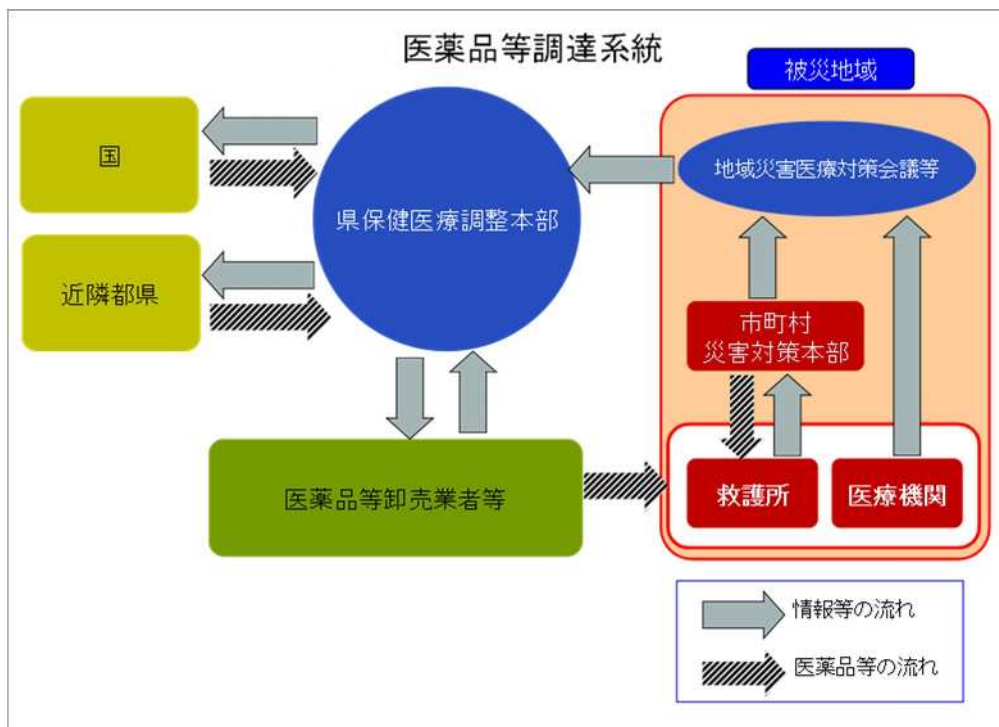 医薬品等調達系統
被災地域
国
地域災害医療対策会議等
県保健医療調整本部
近隣都県
市町村
災害対策本部
医薬品等卸売業者等
救護所
医療機関
情報等の流れ
医薬品等の流れ